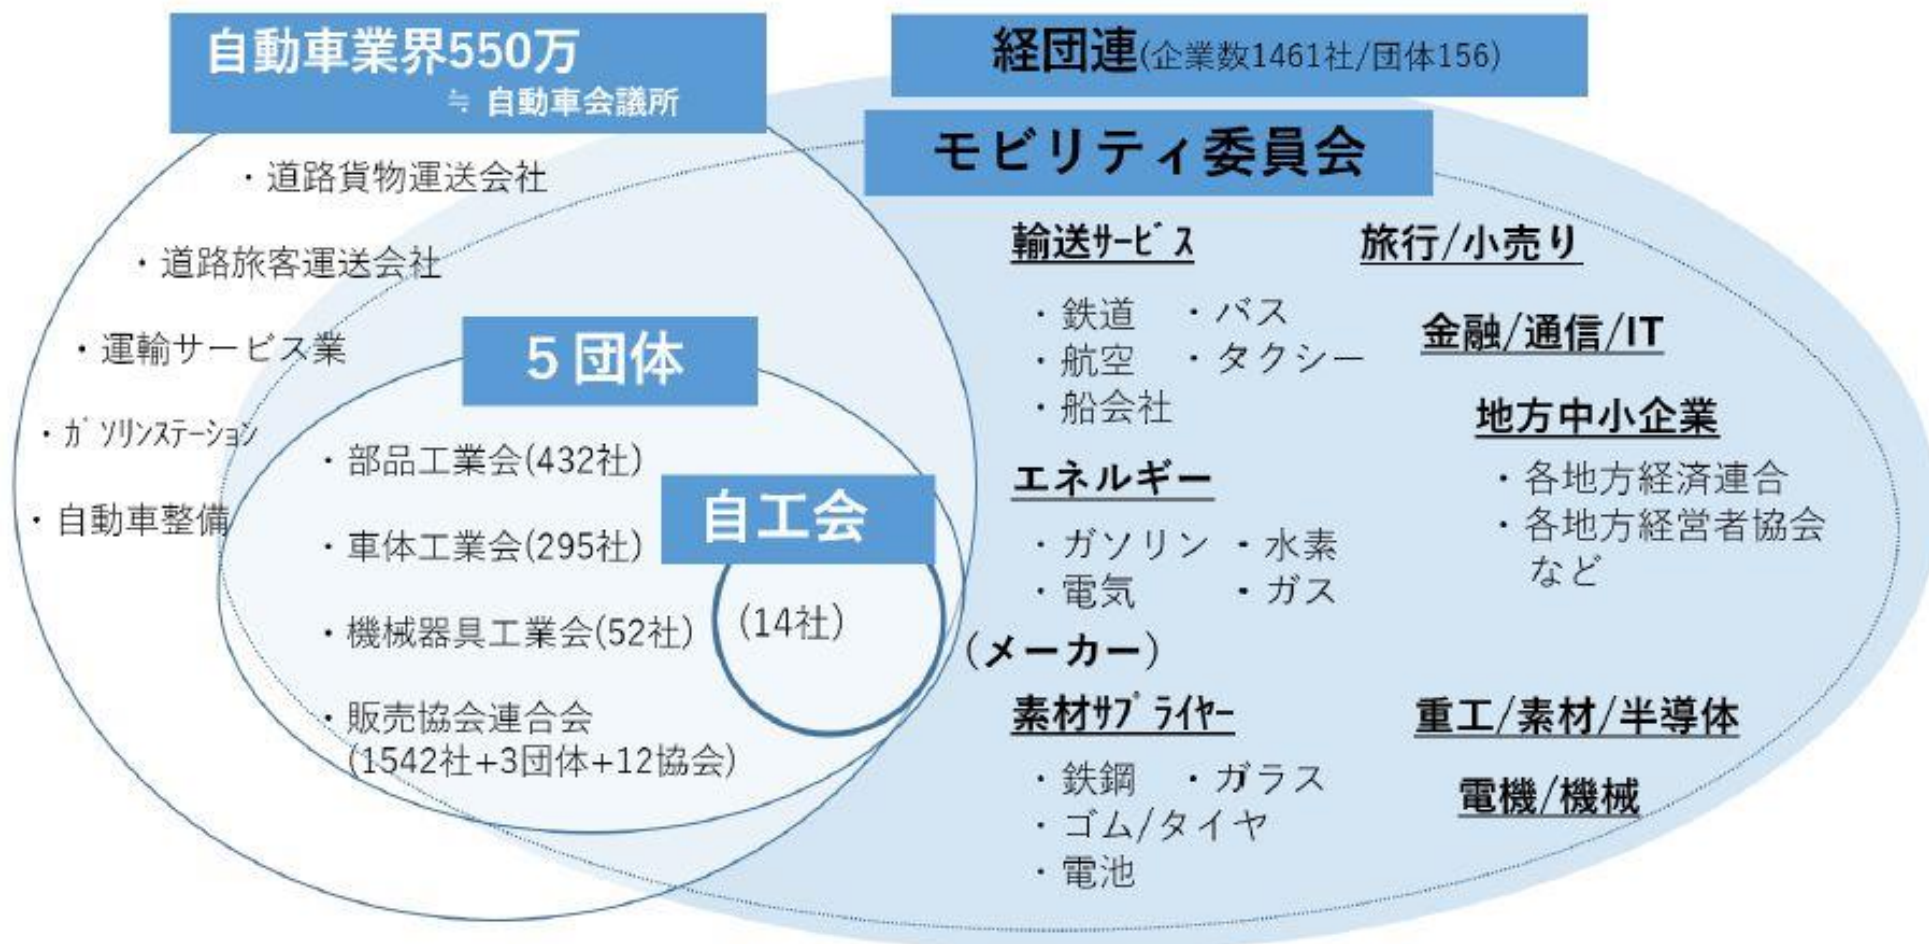 自動車業界550万
≒ 自動車会議所
・道路貨物運送会社
・道路旅客運送会社
・運輸サービス業
・ガソリンステーション
・自動車整備
5団体
・部品工業会(432社)
・車体工業会(295社)
・機械器具工業会(52社)
・販売協会連合会
(1542社+3団体+12協会)
自工会
(14社)
経団連(企業数1461社/団体156)
モビリティ委員会
輸送サービス
・鉄道 ・バス
・航空 ・タクシー
・船会社
エネルギー
・ガソリン ・水素
・電気 ・ガス
(メーカー)
素材サプライヤー
・鉄鋼 ・ガラス
・ゴム/タイヤ
・電池
旅行/小売り
金融/通信/IT
地方中小企業
・各地方経済連合
・各地方経営者協会
など
重工/素材/半導体
電機/機械